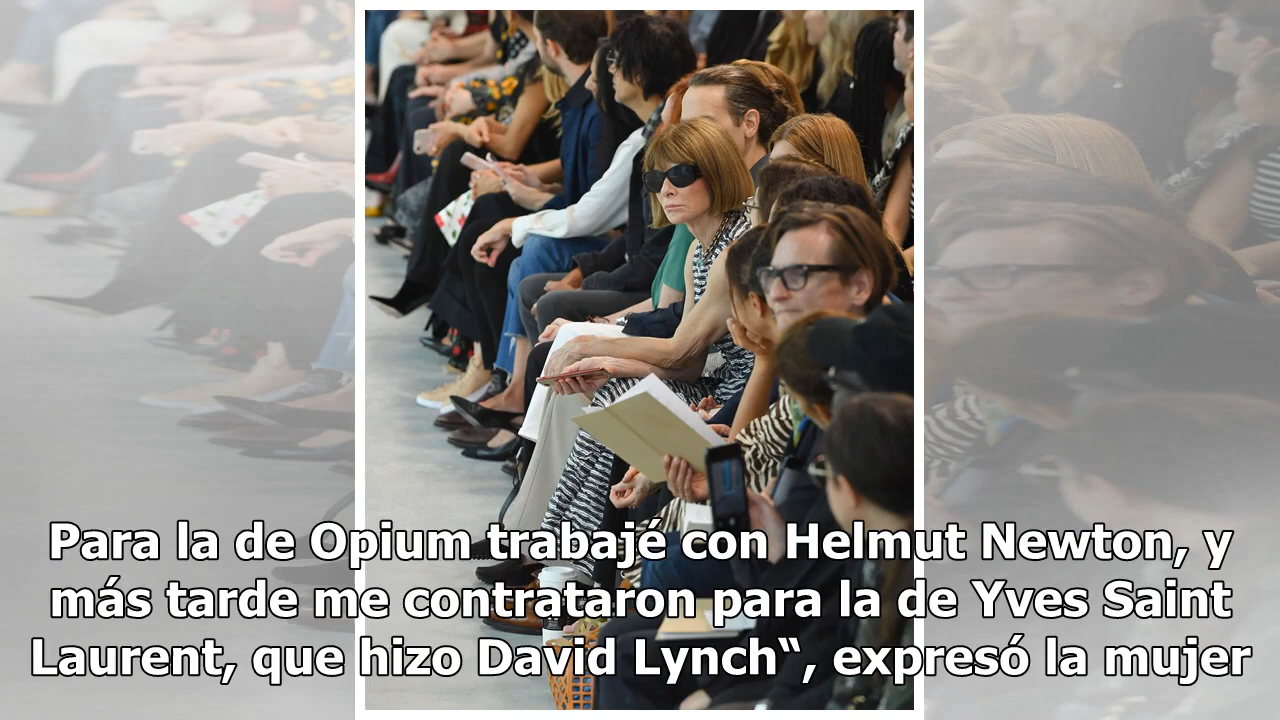 Para la de Opium trabajé con Helmut Newton, y
más tarde me contrataron para la de Yves Saint
Laurent, que hizo David Lynch“, expresó la mujer